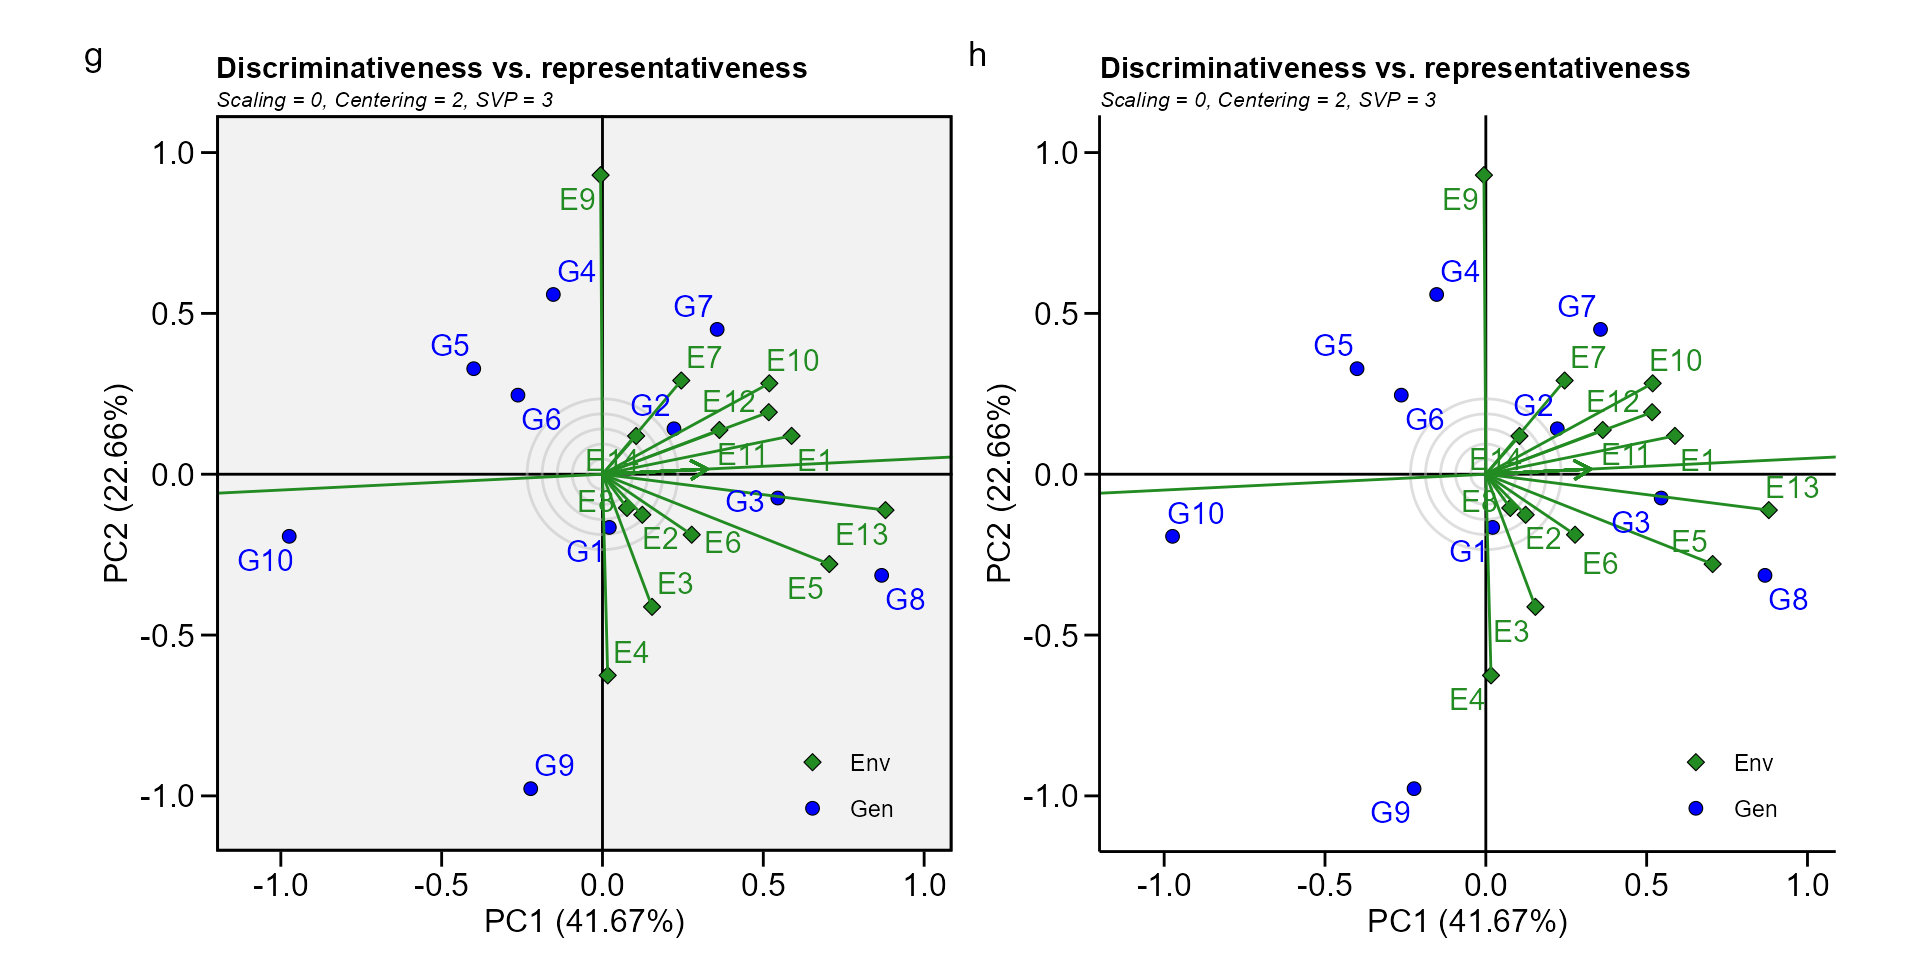 g
Discriminativeness vs. representativeness
Scaling = 0, Centering = 2, SVP = 3
1.0
0.5
0.0
-0.5
-1.0
PC2 (22.66%)
E9
G4
G7
G5
E7
E10
G2
E12
G6
E14
E11
E1
E8
G3
G10
G1
E2
E6
E13
E3
E5
G8
E4
G9
Env
Gen
-1.0
-0.5
0.0
0.5
1.0
PC1 (41.67%)
h
Discriminativeness vs. representativeness
Scaling = 0, Centering = 2, SVP = 3
1.0
0.5
0.0
-0.5
-1.0
PC2 (22.66%)
E9
G4
G7
G5
E7
E10
G2
E12
G6
E14
E11
E1
E8
E13
G10
G3
G1
E2
E5
E6
G8
E3
E4
G9
Env
Gen
-1.0
-0.5
0.0
0.5
1.0
PC1 (41.67%)